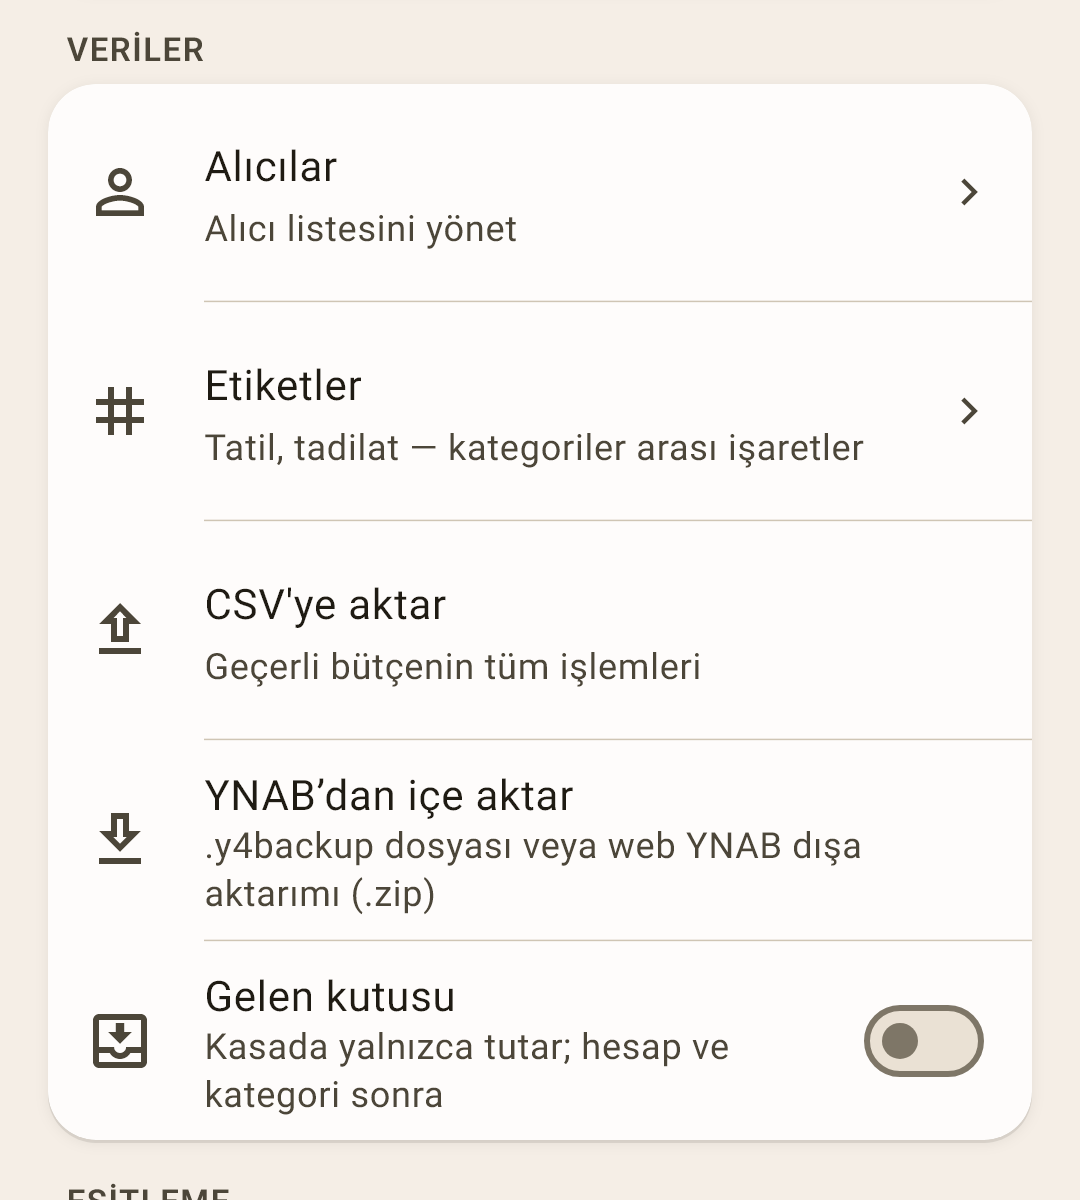 VERİLER
Alıcılar
Alıcı listesini yönet
Etiketler
Tatil, tadilat — kategoriler arası işaretler
CSV'ye aktar
Geçerli bütçenin tüm işlemleri
YNAB’dan içe aktar
.y4backup dosyası veya web YNAB dışa
aktarımı (.zip)
Gelen kutusu
Kasada yalnızca tutar; hesap ve
kategori sonra